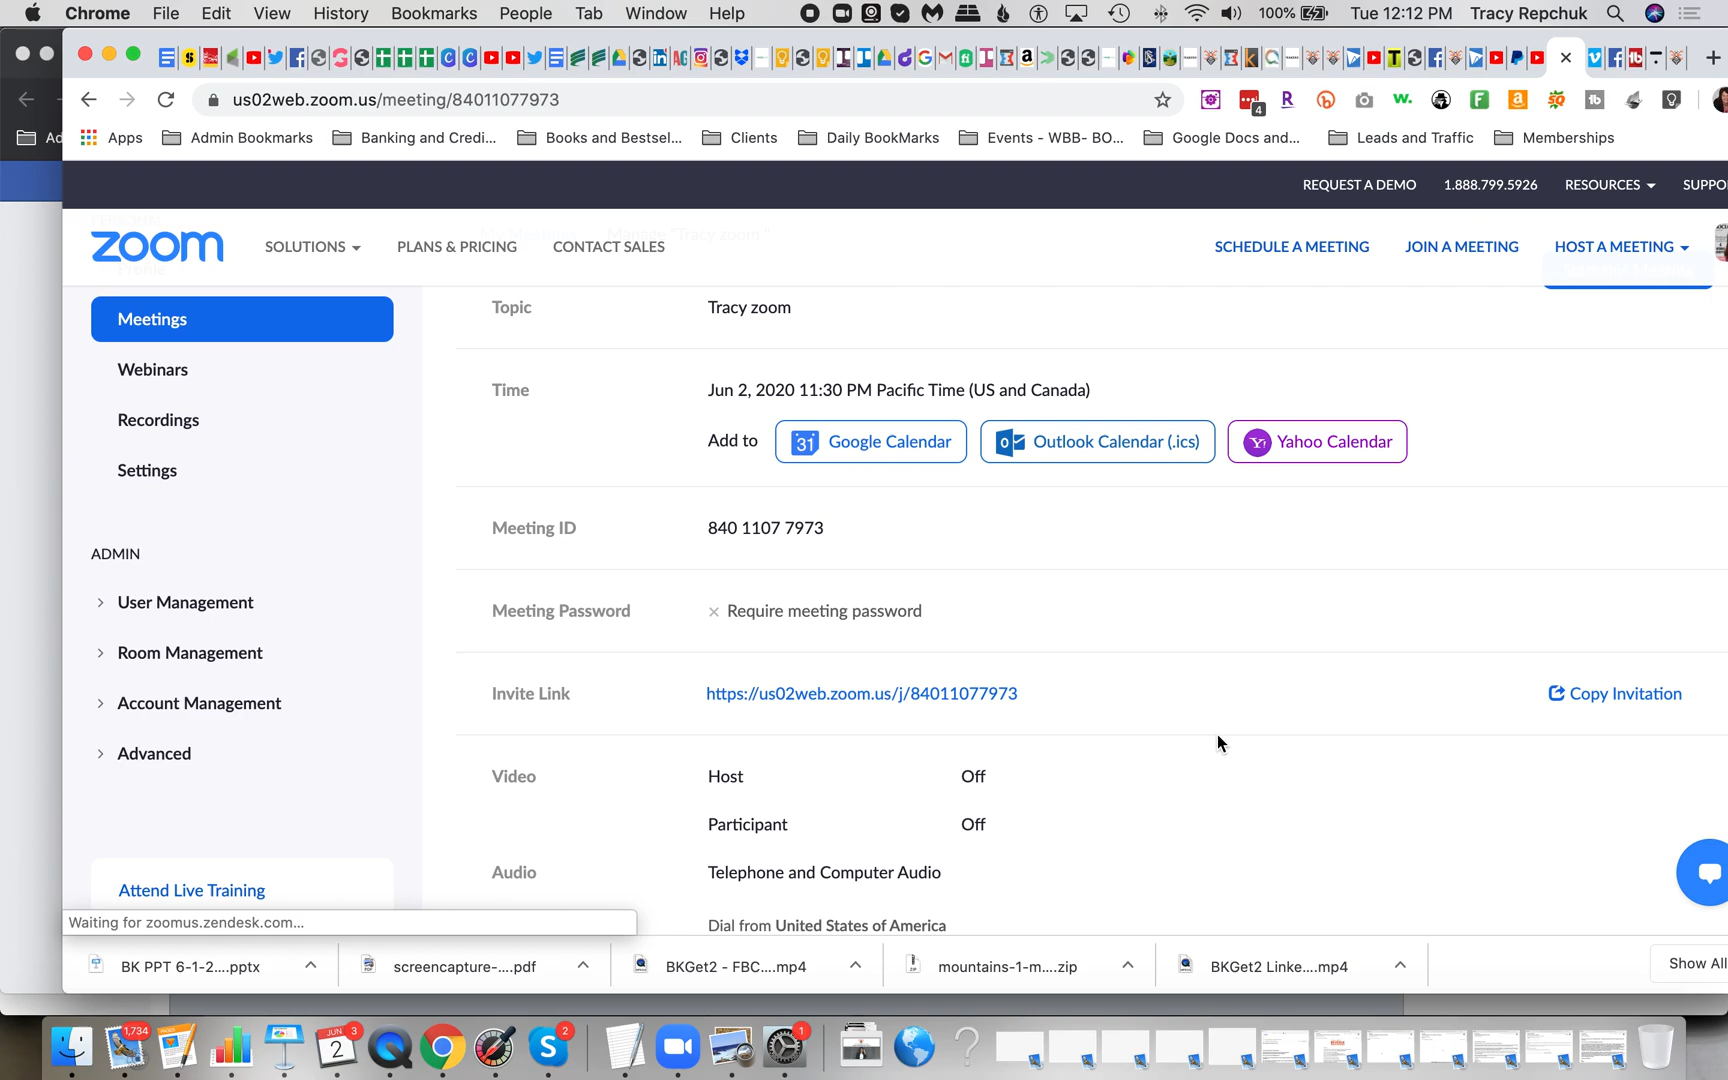 Chrome File Edit View History Bookmarks People Tab Window Help 100% Tue 12:12 PM Tracy Repchuk
us02web.zoom.us/meeting/84011077973
Apps Admin Bookmarks Banking and Credi... Books and Bestsel... Clients Daily BookMarks Events - WBB- BO... Google Docs and... Leads and Traffic Memberships
REQUEST A DEMO 1.888.799.5926 RESOURCES SUPPO
zoom SOLUTIONS PLANS & PRICING CONTACT SALES SCHEDULE A MEETING JOIN A MEETING HOST A MEETING
Meetings
Webinars
Recordings
Settings
ADMIN
User Management
Room Management
Account Management
Advanced
Attend Live Training
Topic Tracy zoom
Time Jun 2, 2020 11:30 PM Pacific Time (US and Canada)
Add to 31 Google Calendar Outlook Calendar (.ics) Yahoo Calendar
Meeting ID 840 1107 7973
Meeting Password × Require meeting password
Invite Link https://us02web.zoom.us/j/84011077973 Copy Invitation
Video Host Off
Participant Off
Audio Telephone and Computer Audio
Dial from United States of America
Waiting for zoomus.zendesk.com...
BK PPT 6-1-2....pptx screencapture-....pdf BKGet2 - FBC....mp4 mountains-1-m....zip BKGet2 Linke....mp4 Show All
1,734 JUN 3 2 2 1